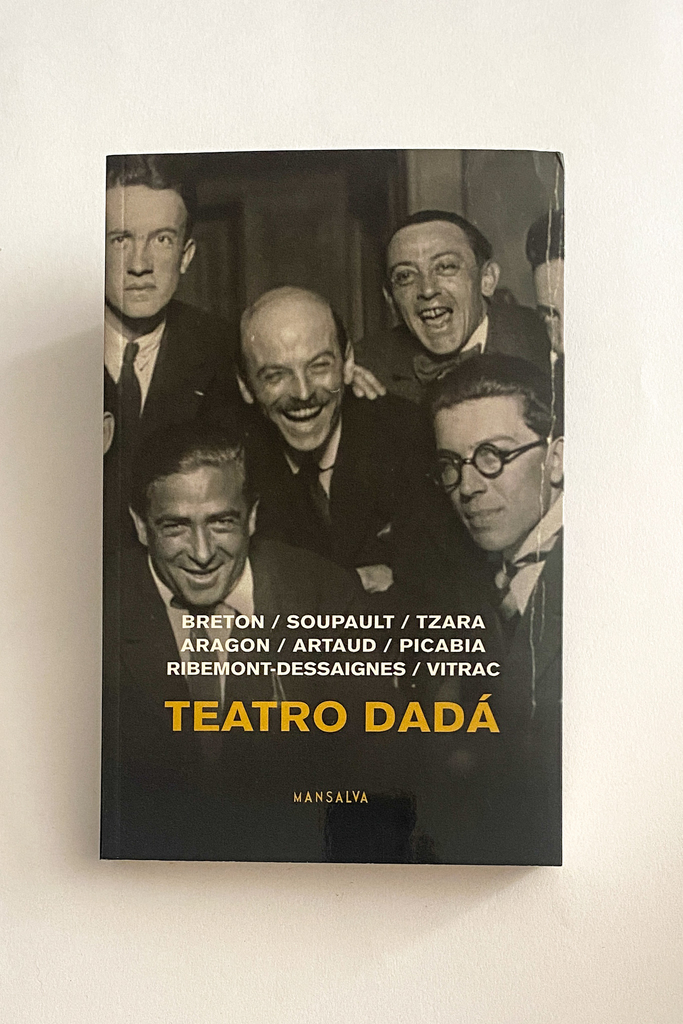 BRETON / SOUPAULT / TZARA
ARAGON / ARTAUD / PICABIA
RIBEMONT-DESSAIGNES / VITRAC
TEATRO DADÁ
MANSALVA